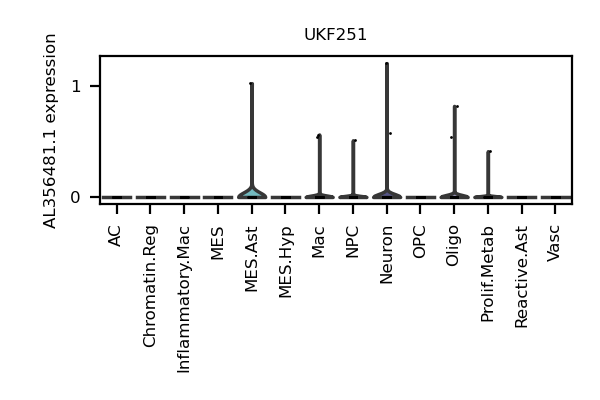 UKF251
AL356481.1 expression
1
0
AC
Chromatin.Reg
Inflammatory.Mac
MES
MES.Ast
MES.Hyp
Mac
NPC
Neuron
OPC
Oligo
Prolif.Metab
Reactive.Ast
Vasc